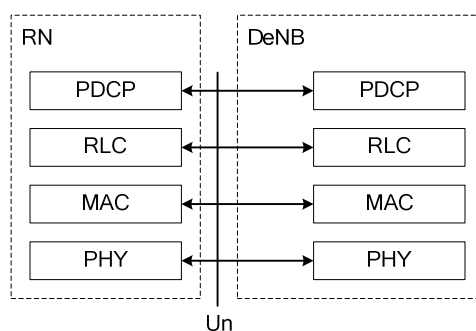 RN DeNB
PDCP PDCP
RLC RLC
MAC MAC
PHY PHY
Un